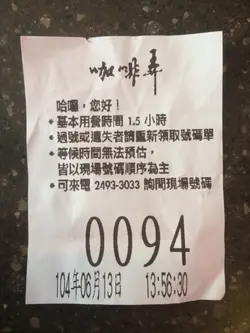 咖啡弄
哈囉，您好！
* 基本用餐時間 1.5 小時
* 過號或遺失者請重新領取號碼單
* 等候時間無法預估，
皆以現場號碼順序為主
* 可來電 2493-3033 詢問現場號碼
0094
104年06月13日 13:56:30